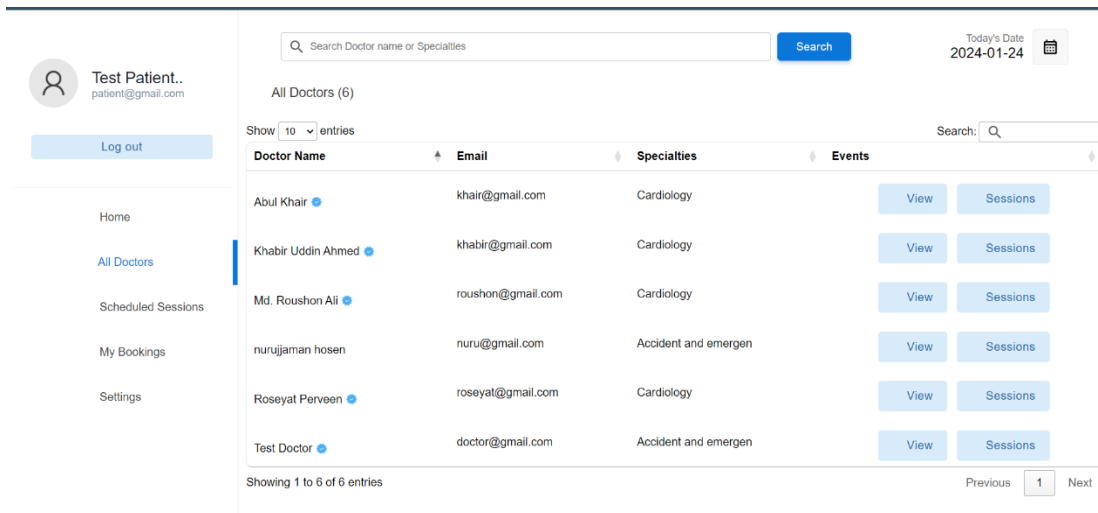 Search Doctor name or Specialties
Search
Today's Date
2024-01-24
Test Patient..
patient@gmail.com
Log out
Home
All Doctors
Scheduled Sessions
My Bookings
Settings
All Doctors (6)
Show 10 entries
Search:
Doctor Name Email Specialties Events
Abul Khair khair@gmail.com Cardiology View Sessions
Khabir Uddin Ahmed khabir@gmail.com Cardiology View Sessions
Md. Roushon Ali roushon@gmail.com Cardiology View Sessions
nurujjaman hosen nuru@gmail.com Accident and emergen View Sessions
Roseyat Perveen roseyat@gmail.com Cardiology View Sessions
Test Doctor doctor@gmail.com Accident and emergen View Sessions
Showing 1 to 6 of 6 entries
Previous 1 Next